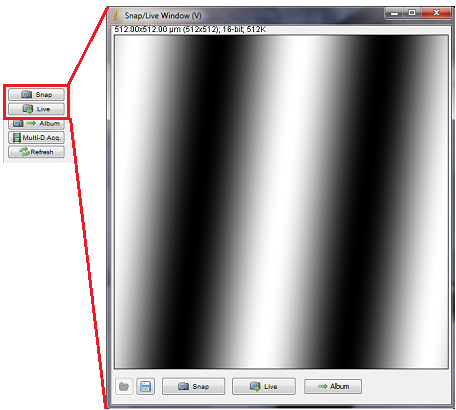 Snap
Live
Album
Multi-D Acq.
Refresh
Snap/Live Window (V)
512.00x512.00 µm (512x512); 16-bit; 512K
Snap
Live
Album